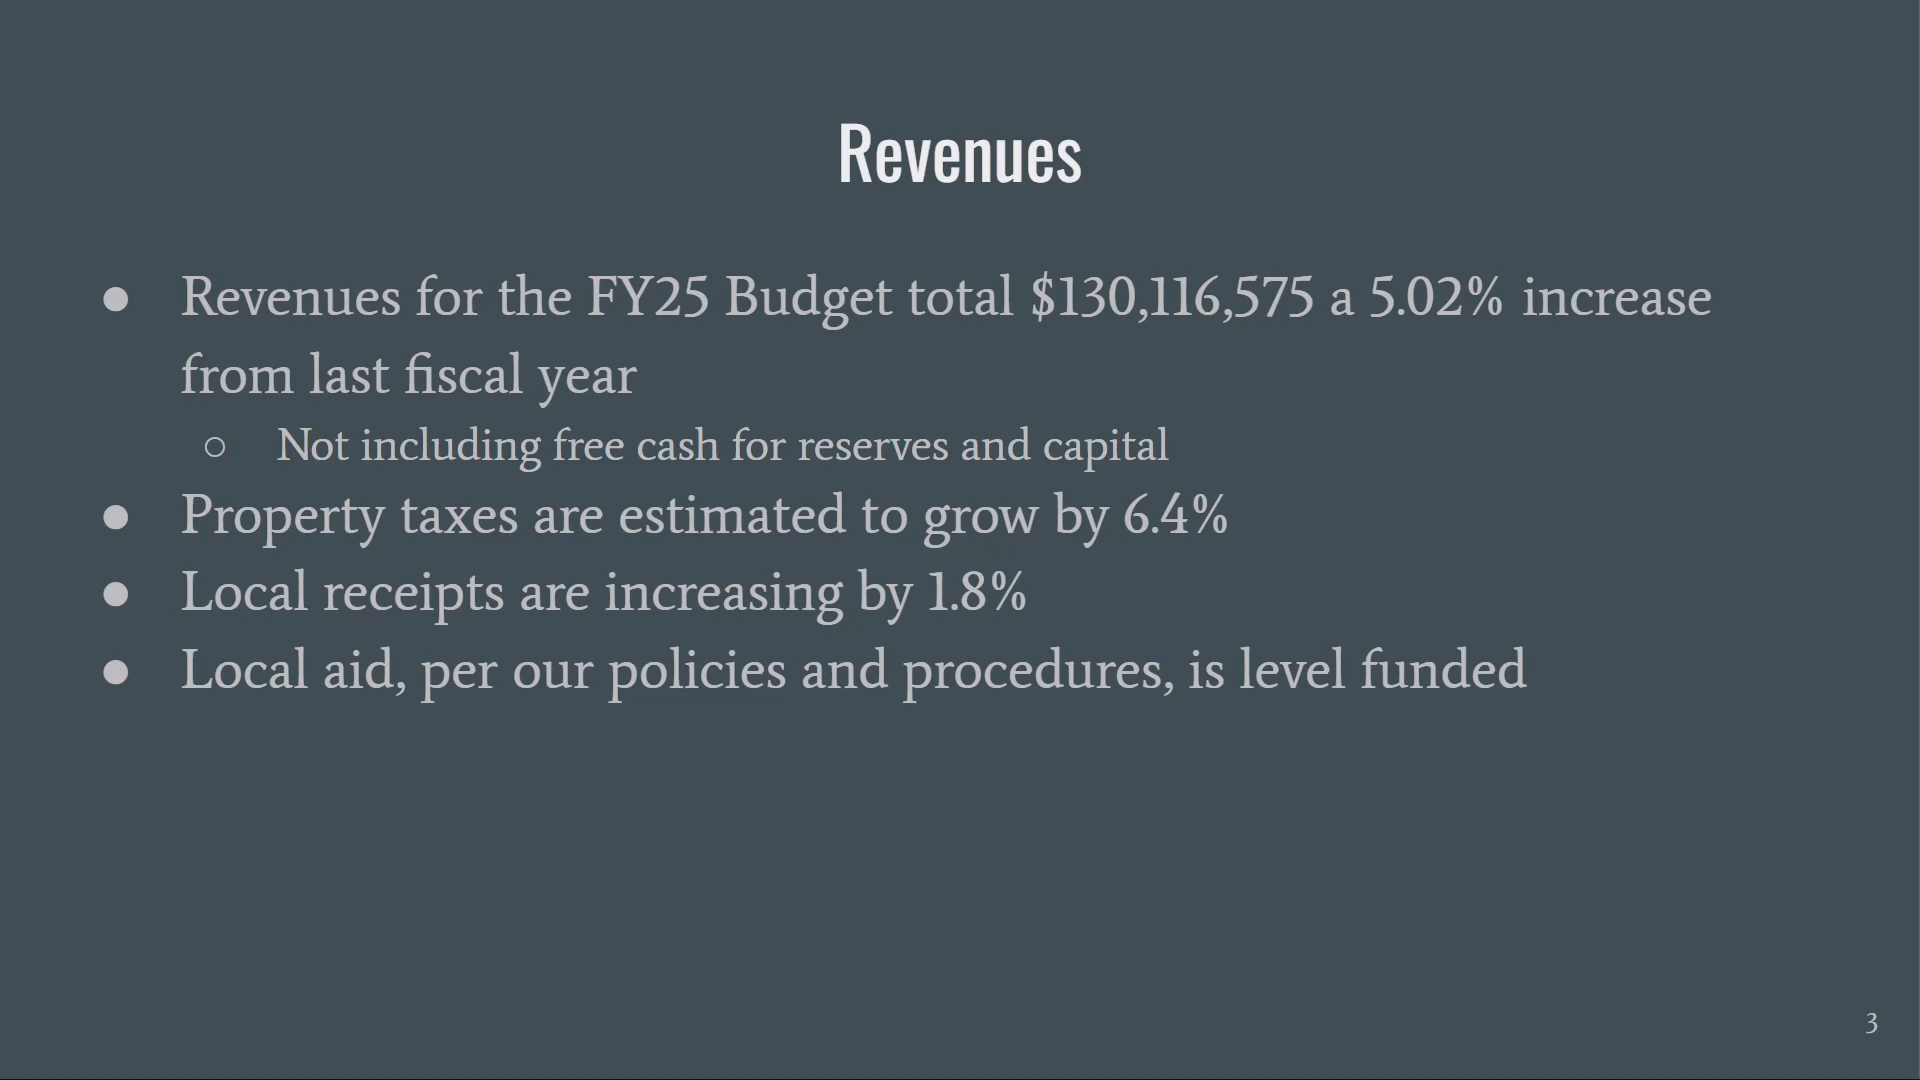 Revenues
● Revenues for the FY25 Budget total $130,116,575 a 5.02% increase
from last fiscal year
○ Not including free cash for reserves and capital
● Property taxes are estimated to grow by 6.4%
● Local receipts are increasing by 1.8%
● Local aid, per our policies and procedures, is level funded
3